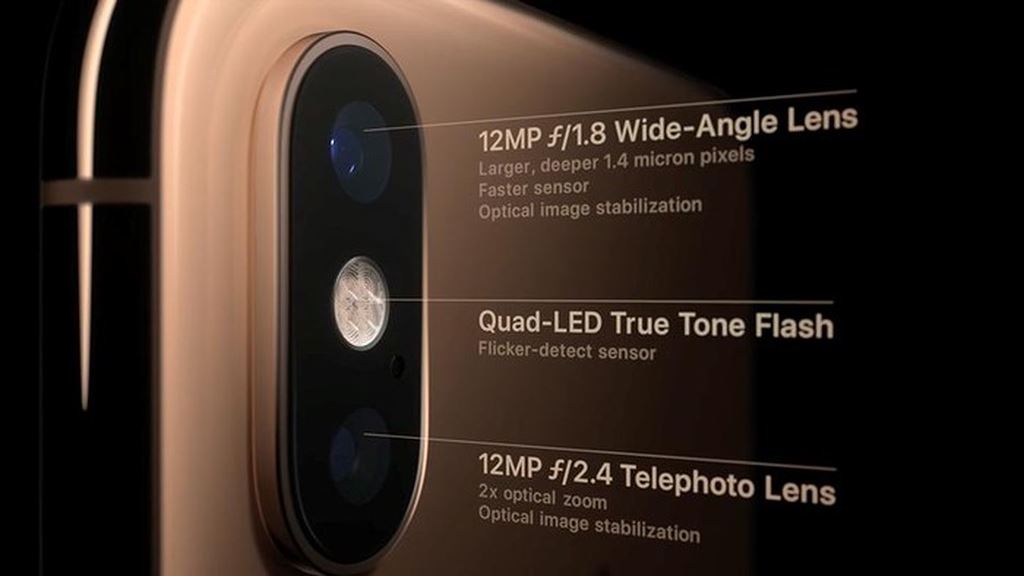 12MP ƒ/1.8 Wide-Angle Lens
Larger, deeper 1.4 micron pixels
Faster sensor
Optical image stabilization
Quad-LED True Tone Flash
Flicker-detect sensor
12MP ƒ/2.4 Telephoto Lens
2x optical zoom
Optical image stabilization